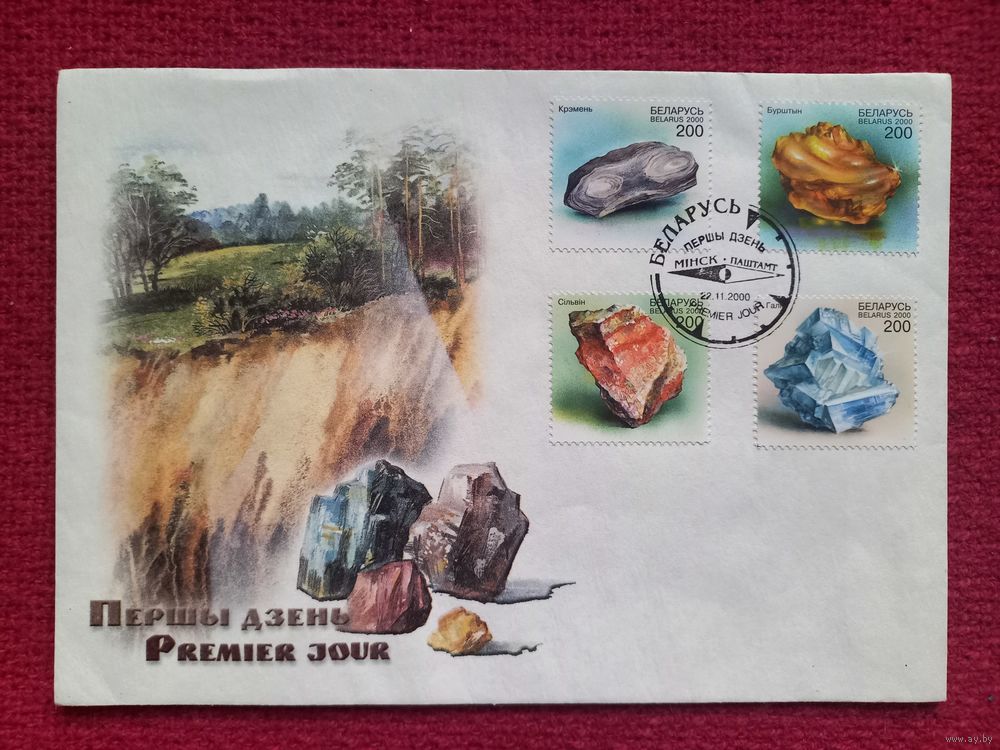 Крэмень
БЕЛАРУСЬ
BELARUS 2000
200
Бурштын
БЕЛАРУСЬ
BELARUS 2000
200
БЕЛАРУСЬ
ПЕРШЫ ДЗЕНЬ
МІНСК • ПАШТАМТ
22.11.2000
PREMIER JOUR
Сільвін
БЕЛАРУСЬ
BELARUS 2000
200
БЕЛАРУСЬ
BELARUS 2000
200
ПЕРШЫ ДЗЕНЬ
PREMIER JOUR
www.ay.by